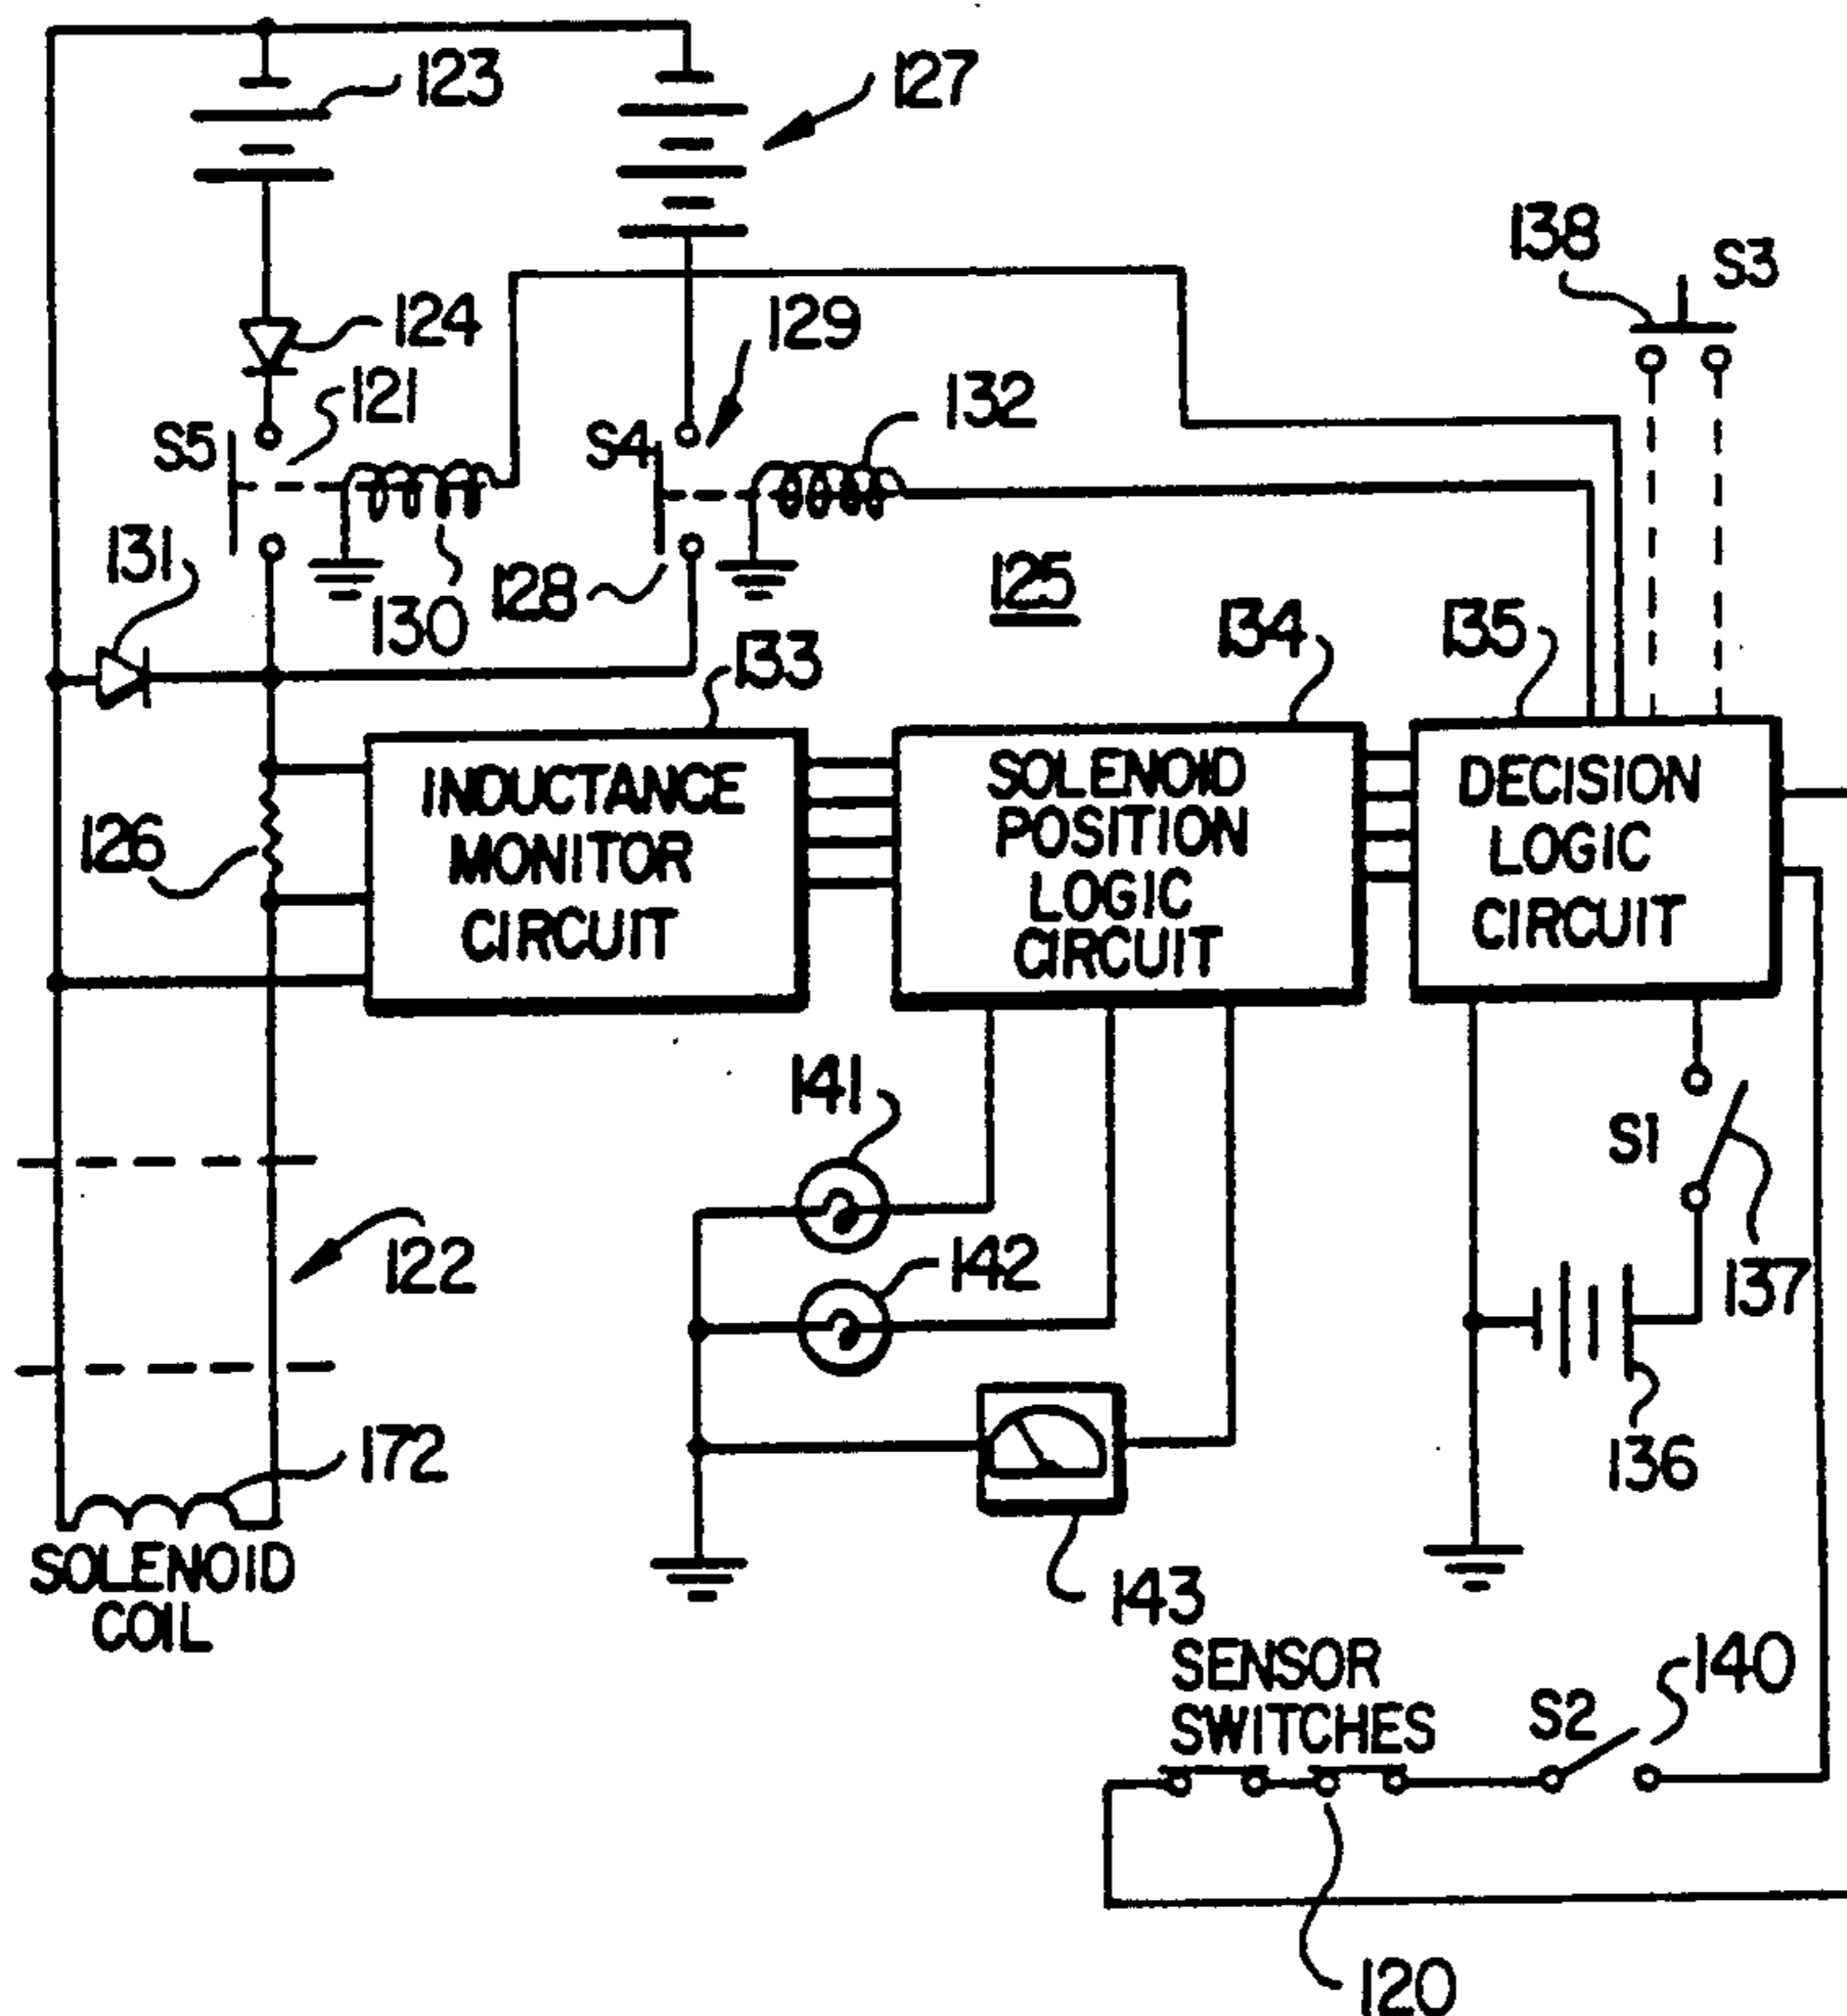 123
127
138
S3
124
129
121
132
S5
S4
131
130
128
125
133
134
135
126
INDUCTANCE
MONITOR
CIRCUIT
SOLENOID
POSITION
LOGIC
CIRCUIT
DECISION
LOGIC
CIRCUIT
141
S1
122
142
137
172
136
SOLENOID
COIL
143
SENSOR
SWITCHES
S2
140
120